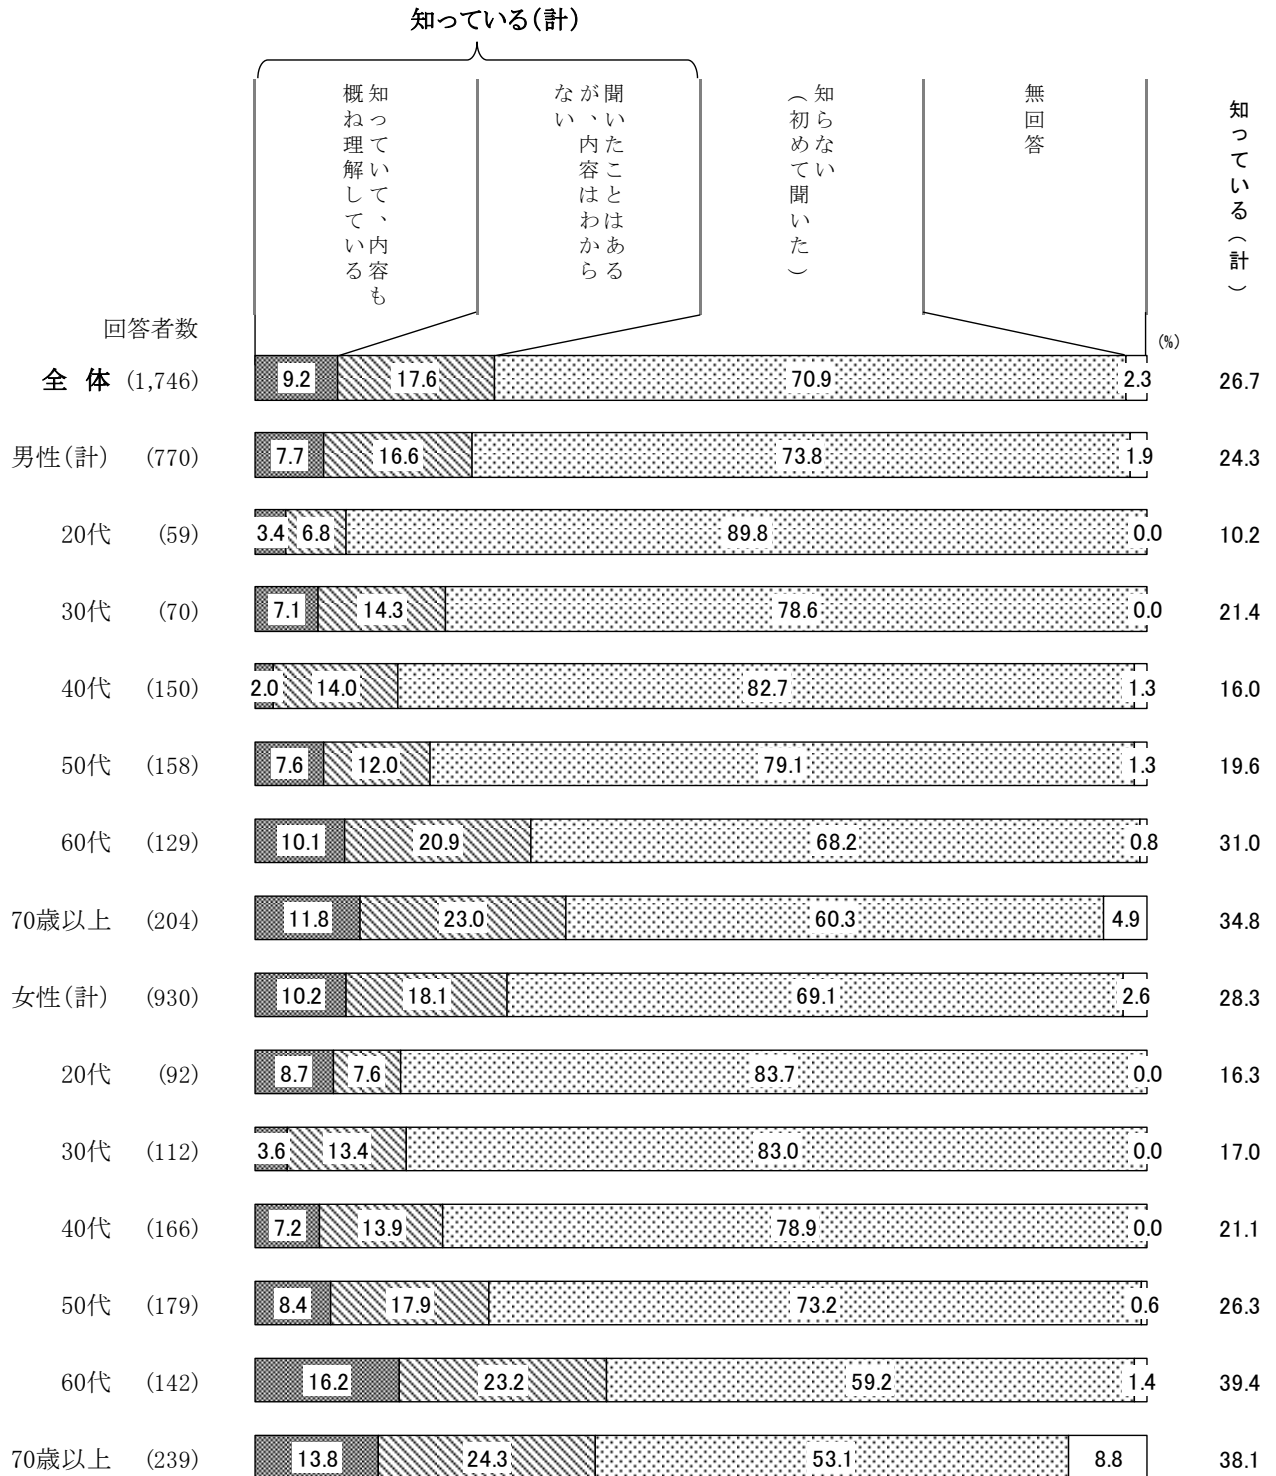 知っている(計)
知っていて、内容も
概ね理解している
聞いたことはある
が、内容はわから
ない
知らない
(初めて聞いた)
無回答
知っている(計)
回答者数
(%)
全 体 (1,746) 9.2 17.6 70.9 2.3 26.7
男性(計) (770) 7.7 16.6 73.8 1.9 24.3
20代 (59) 3.4 6.8 89.8 0.0 10.2
30代 (70) 7.1 14.3 78.6 0.0 21.4
40代 (150) 2.0 14.0 82.7 1.3 16.0
50代 (158) 7.6 12.0 79.1 1.3 19.6
60代 (129) 10.1 20.9 68.2 0.8 31.0
70歳以上 (204) 11.8 23.0 60.3 4.9 34.8
女性(計) (930) 10.2 18.1 69.1 2.6 28.3
20代 (92) 8.7 7.6 83.7 0.0 16.3
30代 (112) 3.6 13.4 83.0 0.0 17.0
40代 (166) 7.2 13.9 78.9 0.0 21.1
50代 (179) 8.4 17.9 73.2 0.6 26.3
60代 (142) 16.2 23.2 59.2 1.4 39.4
70歳以上 (239) 13.8 24.3 53.1 8.8 38.1